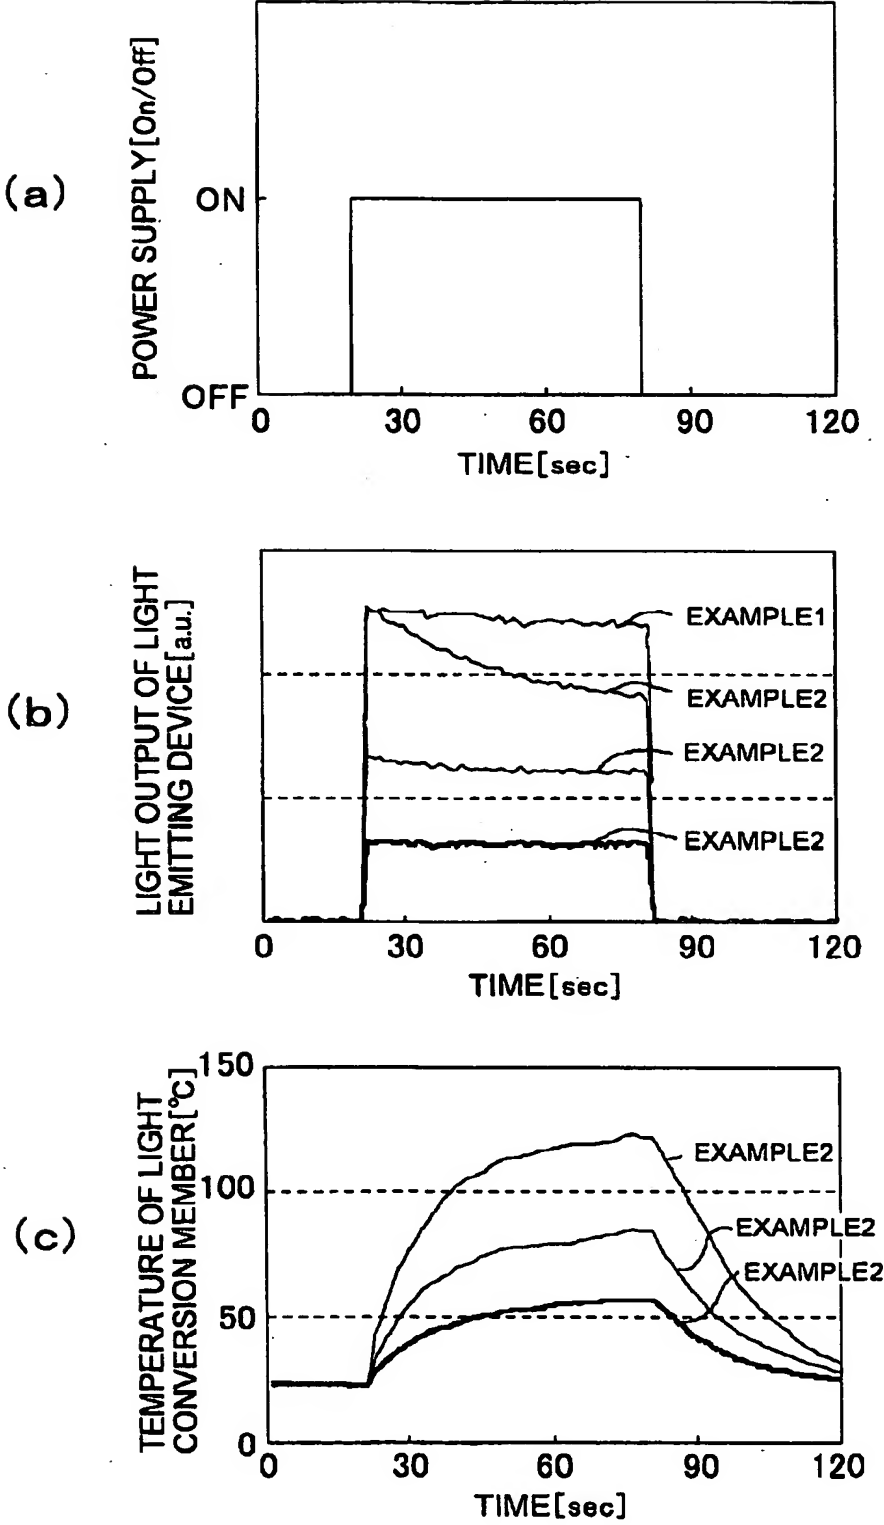 (a)
POWER SUPPLY[On/Off]
ON
OFF
0 30 60 90 120
TIME[sec]
(b)
LIGHT OUTPUT OF LIGHT
EMITTING DEVICE[a.u.]
EXAMPLE1
EXAMPLE2
EXAMPLE2
EXAMPLE2
0 30 60 90 120
TIME[sec]
(c)
TEMPERATURE OF LIGHT
CONVERSION MEMBER[°C]
150
100
50
0
EXAMPLE2
EXAMPLE2
EXAMPLE2
0 30 60 90 120
TIME[sec]